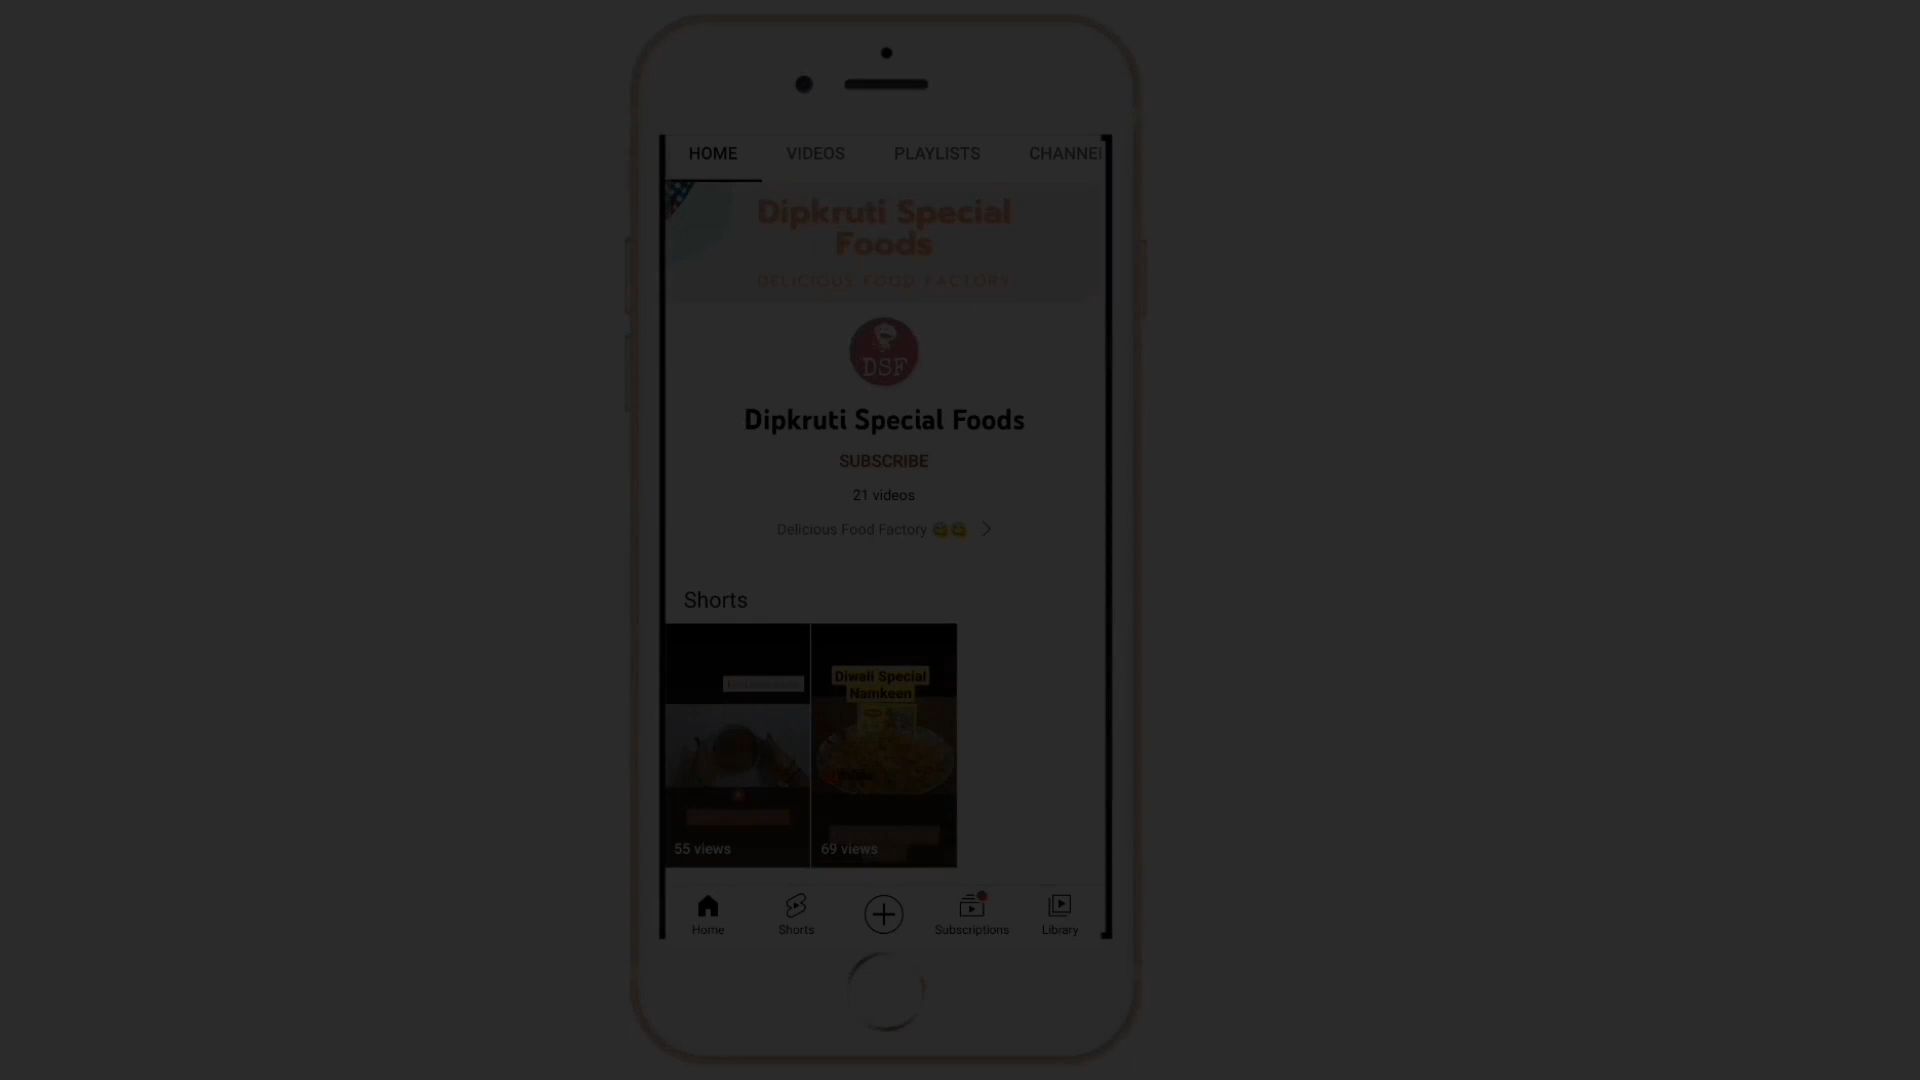 HOME VIDEOS PLAYLISTS CHANNEL
Dipkruti Special
Foods
DELICIOUS FOOD FACTORY
DSF
Dipkruti Special Foods
SUBSCRIBE
21 videos
Delicious Food Factory 😋😋
Shorts
Diwali Special
Namkeen
55 views
69 views
Home Shorts Subscriptions Library